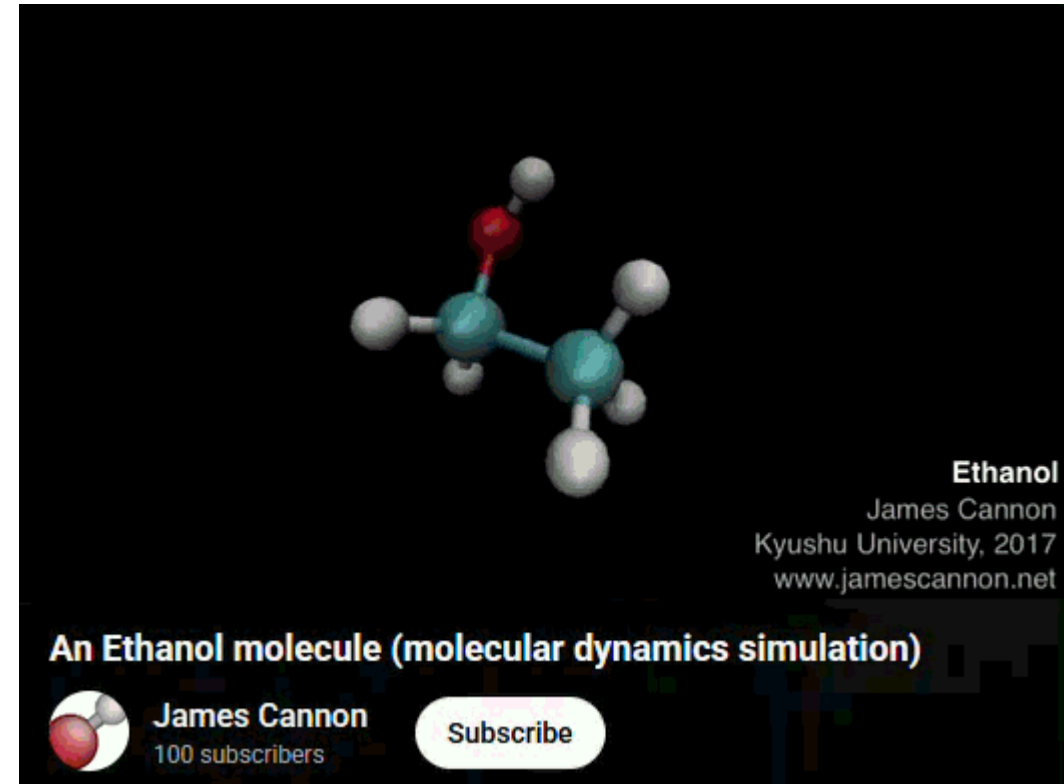 Ethanol
James Cannon
Kyushu University, 2017
www.jamescannon.net
An Ethanol molecule (molecular dynamics simulation)
James Cannon
100 subscribers
Subscribe